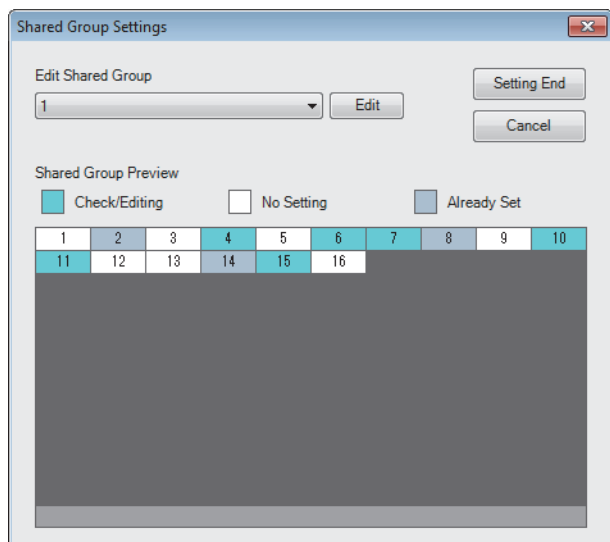 Shared Group Settings
Edit Shared Group
Setting End
1
Edit
Cancel
Shared Group Preview
Check/Editing No Setting Already Set
1 2 3 4 5 6 7 8 9 10
11 12 13 14 15 16